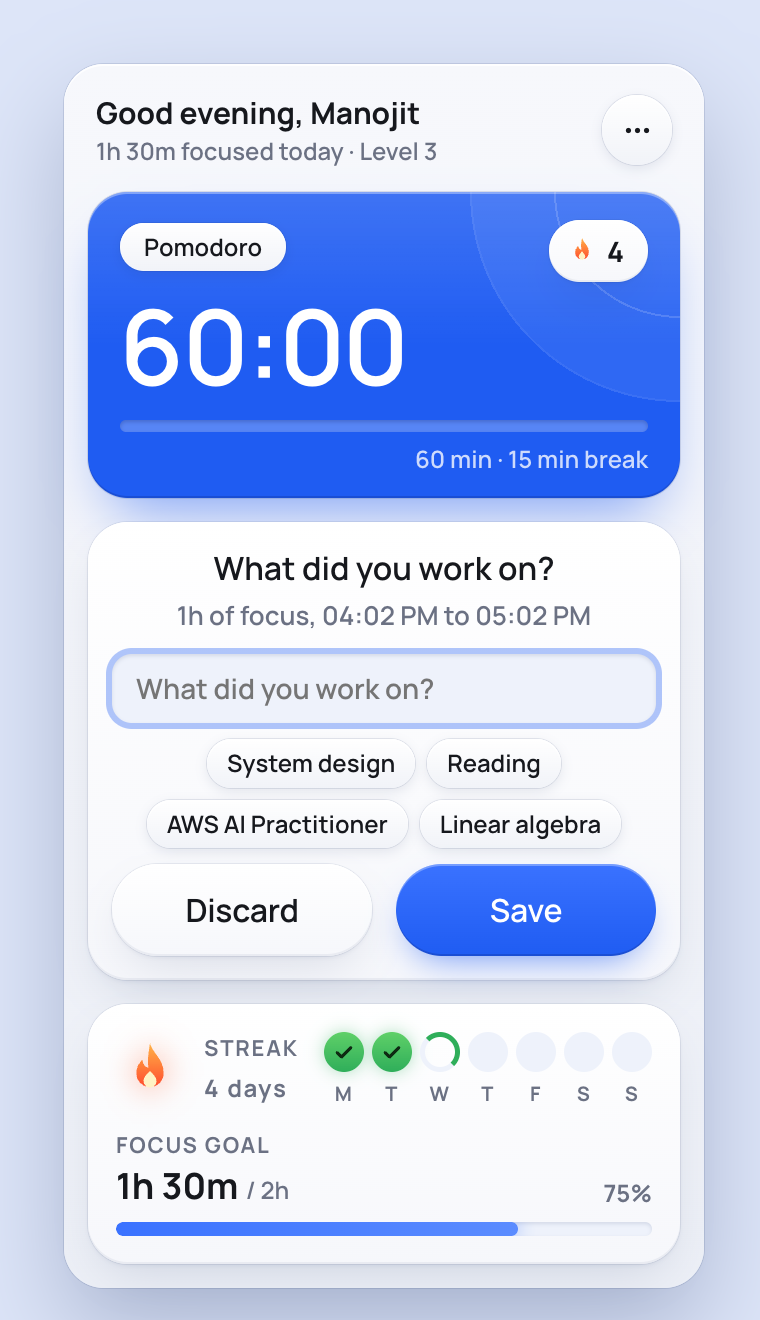 Good evening, Manojit
1h 30m focused today · Level 3
Pomodoro
4
60:00
60 min · 15 min break
What did you work on?
1h of focus, 04:02 PM to 05:02 PM
What did you work on?
System design
Reading
AWS AI Practitioner
Linear algebra
Discard
Save
STREAK
4 days
M T W T F S S
FOCUS GOAL
1h 30m / 2h
75%